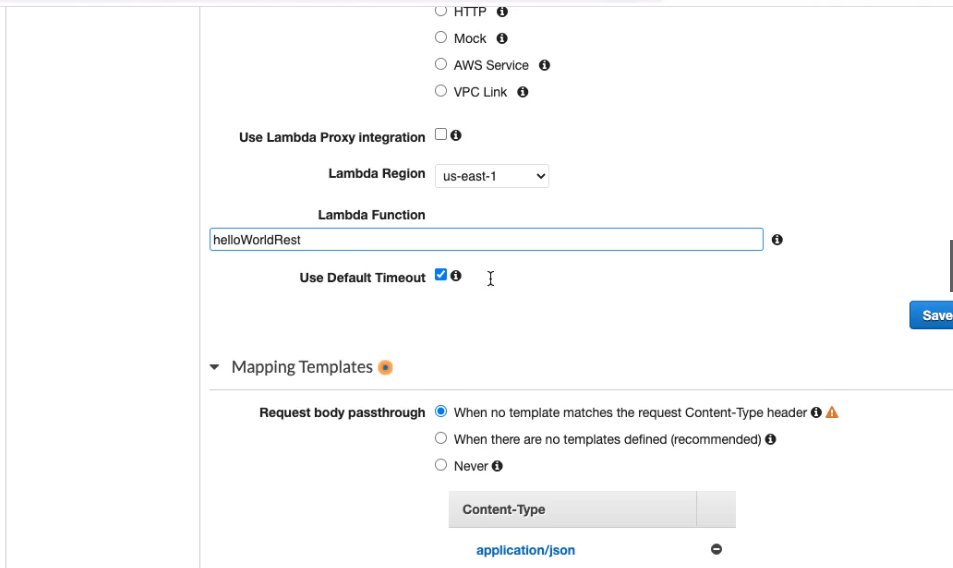 HTTP
Mock
AWS Service
VPC Link
Use Lambda Proxy integration
Lambda Region us-east-1
Lambda Function
helloWorldRest
Use Default Timeout
Save
Mapping Templates
Request body passthrough When no template matches the request Content-Type header
When there are no templates defined (recommended)
Never
Content-Type
application/json